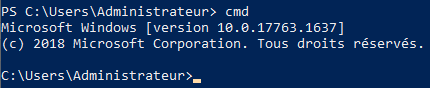 PS C:\Users\Administrateur> cmd
Microsoft Windows [version 10.0.17763.1637]
(c) 2018 Microsoft Corporation. Tous droits réservés.
C:\Users\Administrateur>